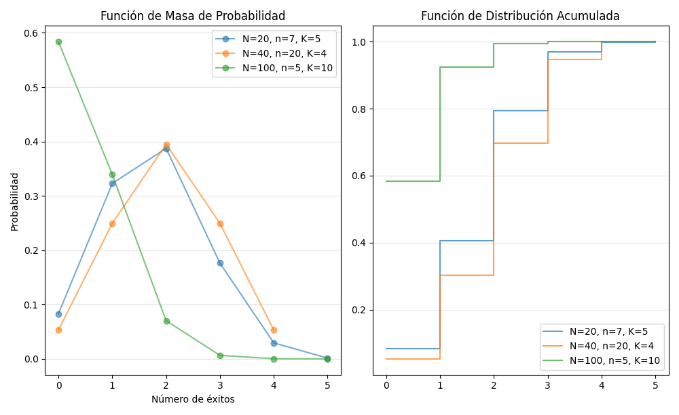 Función de Masa de Probabilidad
0.6
0.5
0.4
0.3
0.2
0.1
0.0
Probabilidad
N=20, n=7, K=5
N=40, n=20, K=4
N=100, n=5, K=10
0 1 2 3 4 5
Número de éxitos
Función de Distribución Acumulada
1.0
0.8
0.6
0.4
0.2
N=20, n=7, K=5
N=40, n=20, K=4
N=100, n=5, K=10
0 1 2 3 4 5